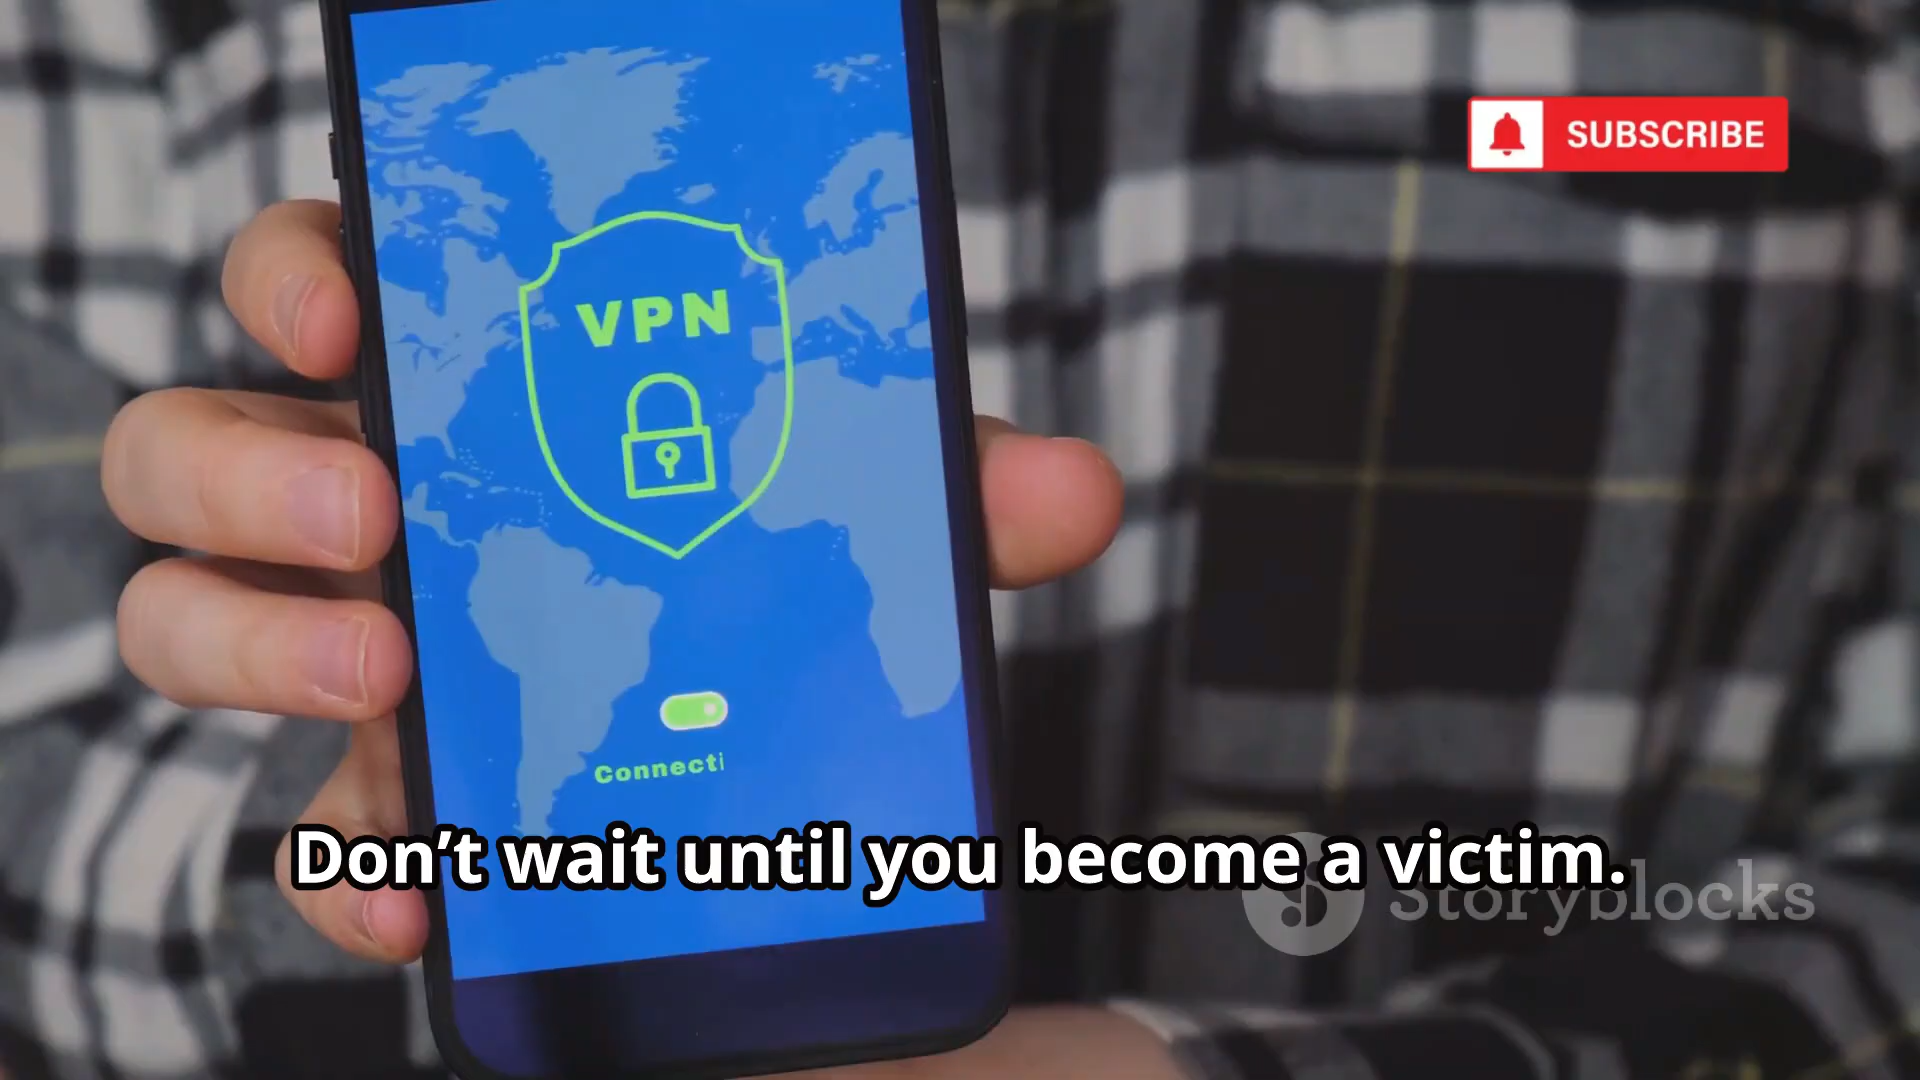 SUBSCRIBE
VPN
Connecti
Don't wait until you become a victim.
Storyblocks